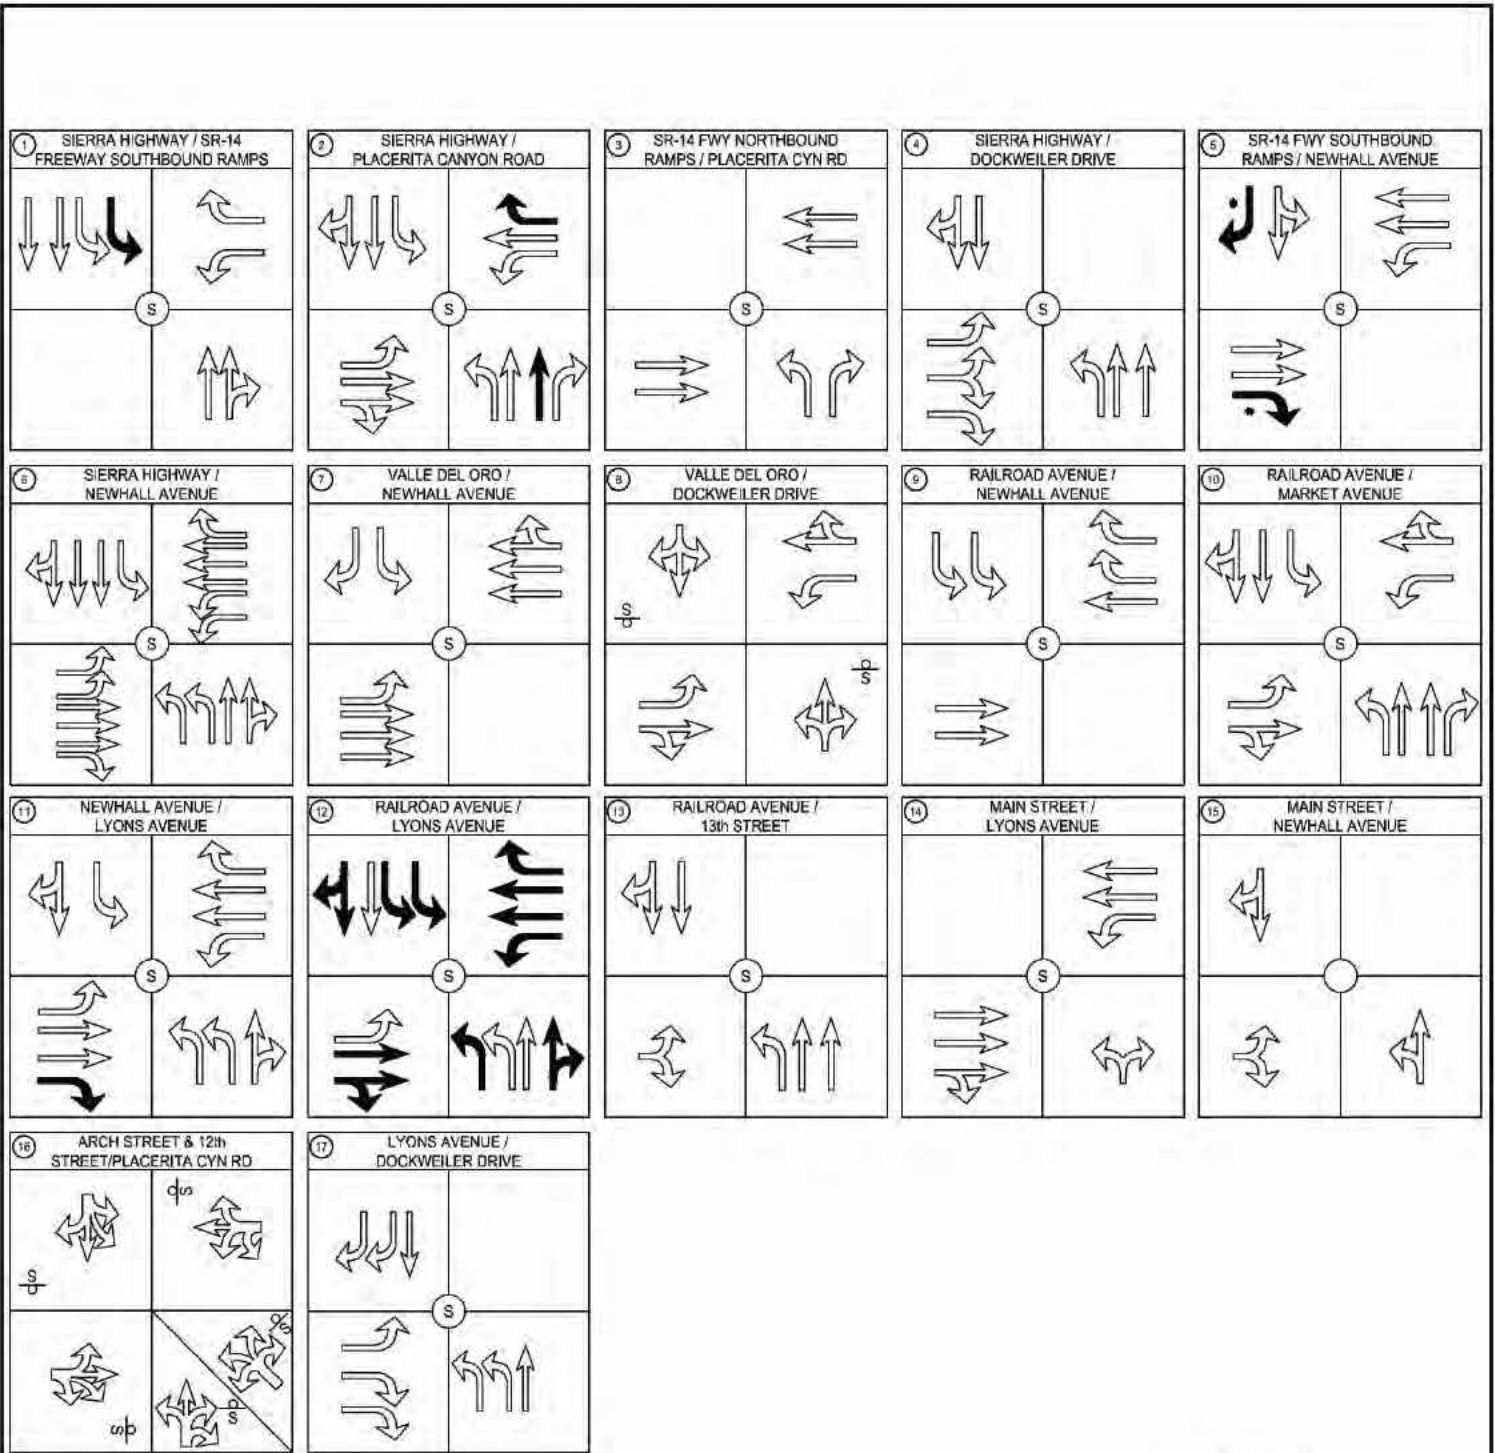 1 SIERRA HIGHWAY / SR-14
FREEWAY SOUTHBOUND RAMPS
S
2 SIERRA HIGHWAY /
PLACERITA CANYON ROAD
S
3 SR-14 FWY NORTHBOUND
RAMPS / PLACERITA CYN RD
S
4 SIERRA HIGHWAY /
DOCKWEILER DRIVE
S
5 SR-14 FWY SOUTHBOUND
RAMPS / NEWHALL AVENUE
*
*
S
6 SIERRA HIGHWAY /
NEWHALL AVENUE
S
7 VALLE DEL ORO /
NEWHALL AVENUE
S
8 VALLE DEL ORO /
DOCKWEILER DRIVE
S
S
9 RAILROAD AVENUE /
NEWHALL AVENUE
S
10 RAILROAD AVENUE /
MARKET AVENUE
S
11 NEWHALL AVENUE /
LYONS AVENUE
S
12 RAILROAD AVENUE /
LYONS AVENUE
S
13 RAILROAD AVENUE /
13th STREET
S
14 MAIN STREET /
LYONS AVENUE
S
15 MAIN STREET /
NEWHALL AVENUE
16 ARCH STREET & 12th
STREET/PLACERITA CYN RD
S
S
S
S
S
17 LYONS AVENUE /
DOCKWEILER DRIVE
S